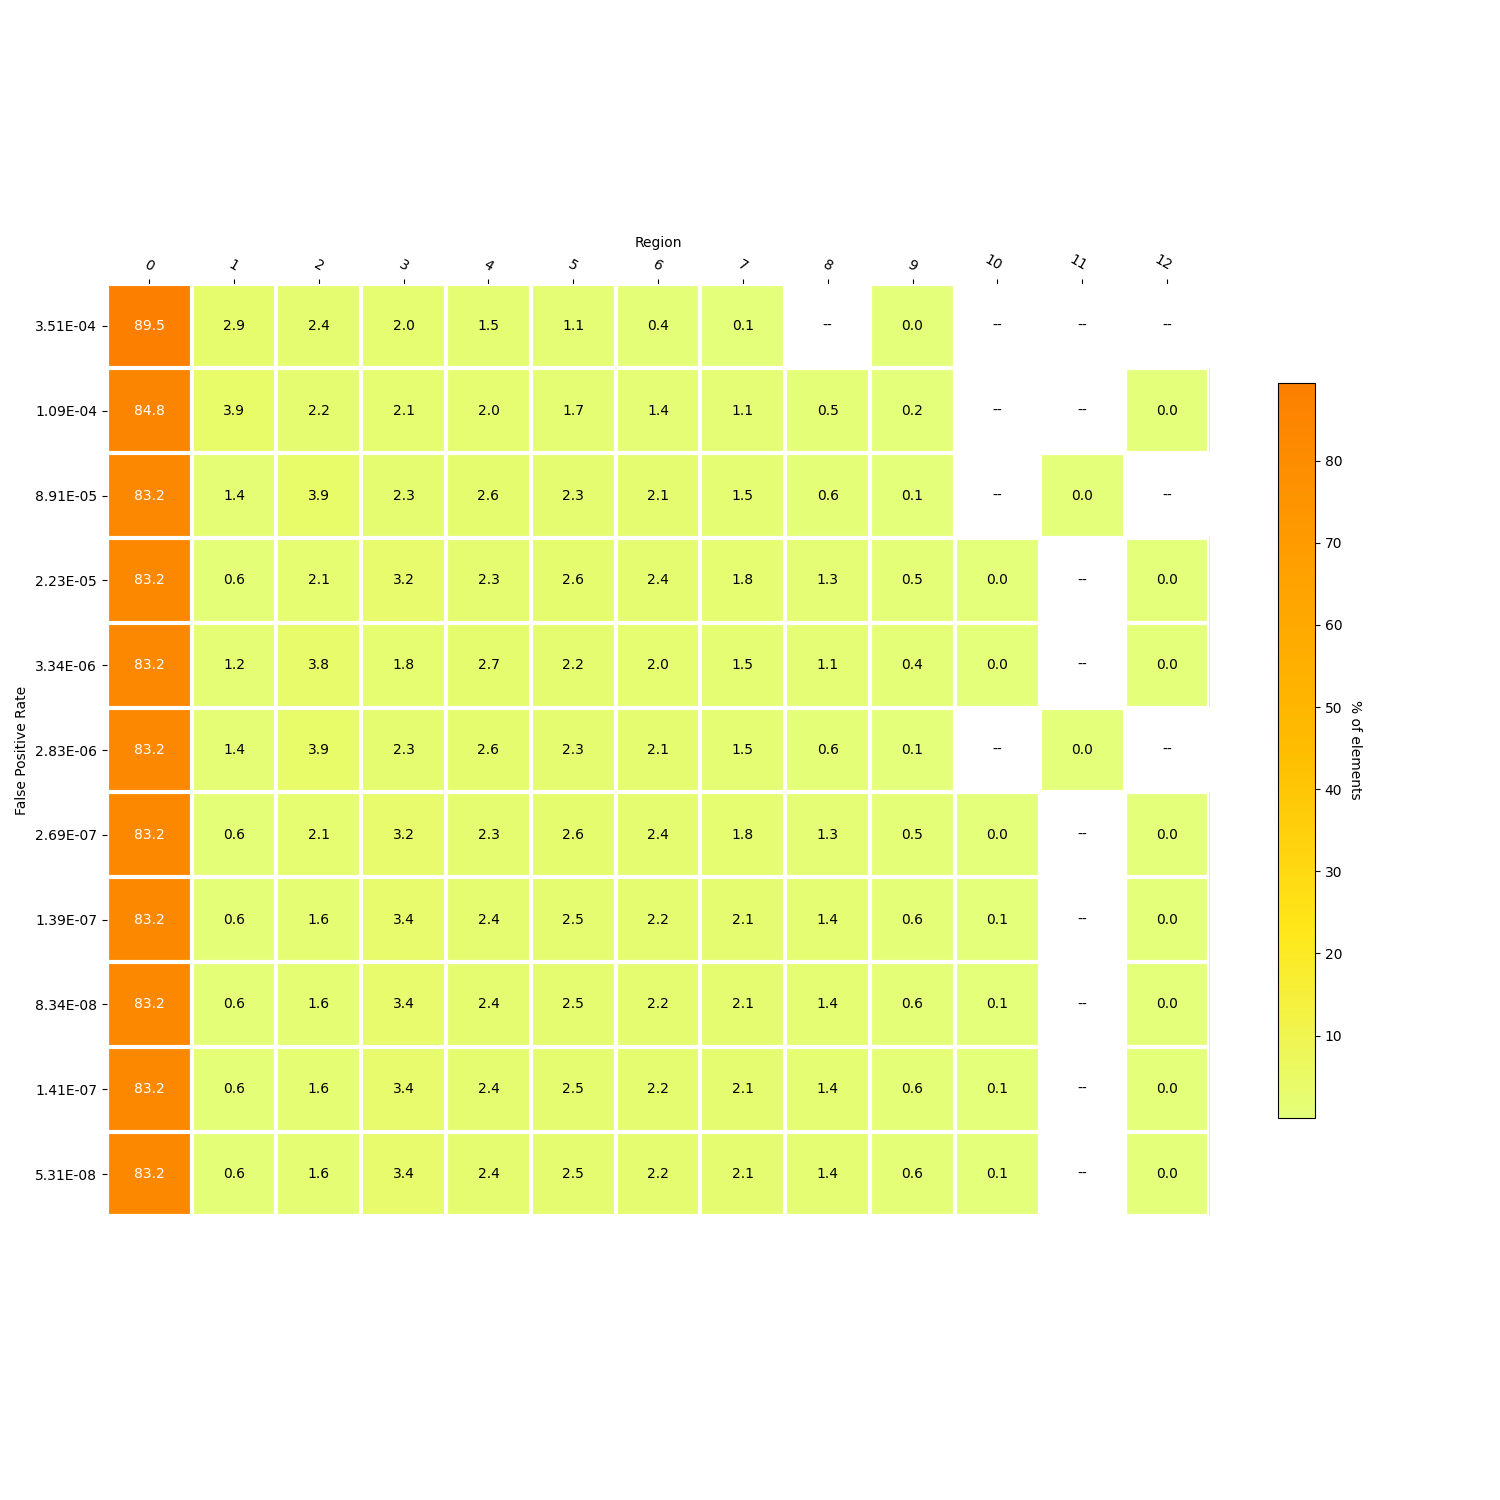 Region
0 1 2 3 4 5 6 7 8 9 10 11 12
3.51E-04 89.5 2.9 2.4 2.0 1.5 1.1 0.4 0.1 -- 0.0 -- -- --
1.09E-04 84.8 3.9 2.2 2.1 2.0 1.7 1.4 1.1 0.5 0.2 -- -- 0.0
8.91E-05 83.2 1.4 3.9 2.3 2.6 2.3 2.1 1.5 0.6 0.1 -- 0.0 --
2.23E-05 83.2 0.6 2.1 3.2 2.3 2.6 2.4 1.8 1.3 0.5 0.0 -- 0.0
3.34E-06 83.2 1.2 3.8 1.8 2.7 2.2 2.0 1.5 1.1 0.4 0.0 -- 0.0
2.83E-06 83.2 1.4 3.9 2.3 2.6 2.3 2.1 1.5 0.6 0.1 -- 0.0 --
2.69E-07 83.2 0.6 2.1 3.2 2.3 2.6 2.4 1.8 1.3 0.5 0.0 -- 0.0
1.39E-07 83.2 0.6 1.6 3.4 2.4 2.5 2.2 2.1 1.4 0.6 0.1 -- 0.0
8.34E-08 83.2 0.6 1.6 3.4 2.4 2.5 2.2 2.1 1.4 0.6 0.1 -- 0.0
1.41E-07 83.2 0.6 1.6 3.4 2.4 2.5 2.2 2.1 1.4 0.6 0.1 -- 0.0
5.31E-08 83.2 0.6 1.6 3.4 2.4 2.5 2.2 2.1 1.4 0.6 0.1 -- 0.0
False Positive Rate
80
70
60
50
40
30
20
10
% of elements